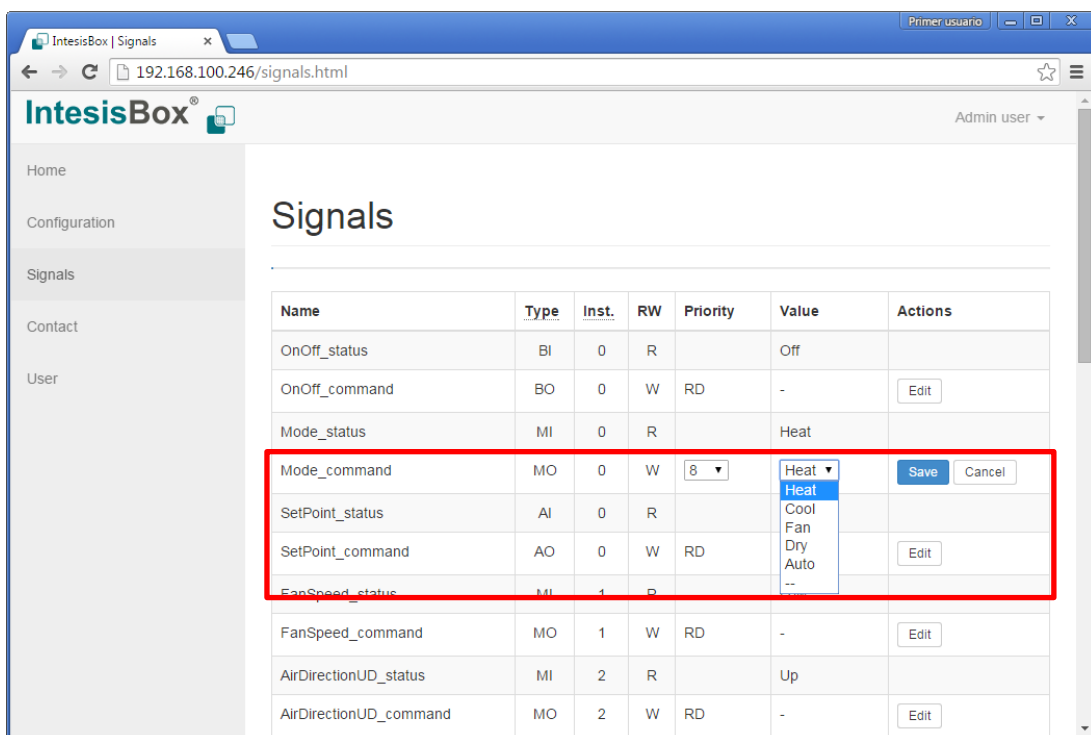 Primer usuario
IntesisBox | Signals
192.168.100.246/signals.html
IntesisBox®
Admin user
Home
Configuration
Signals
Contact
User
Signals
Name Type Inst. RW Priority Value Actions
OnOff_status BI 0 R Off
OnOff_command BO 0 W RD - Edit
Mode_status MI 0 R Heat
Mode_command MO 0 W 8 Heat Save Cancel
Heat
SetPoint_status AI 0 R Cool
Fan
SetPoint_command AO 0 W RD Dry Edit
Auto
--
FanSpeed_status MI 1 R
FanSpeed_command MO 1 W RD - Edit
AirDirectionUD_status MI 2 R Up
AirDirectionUD_command MO 2 W RD - Edit